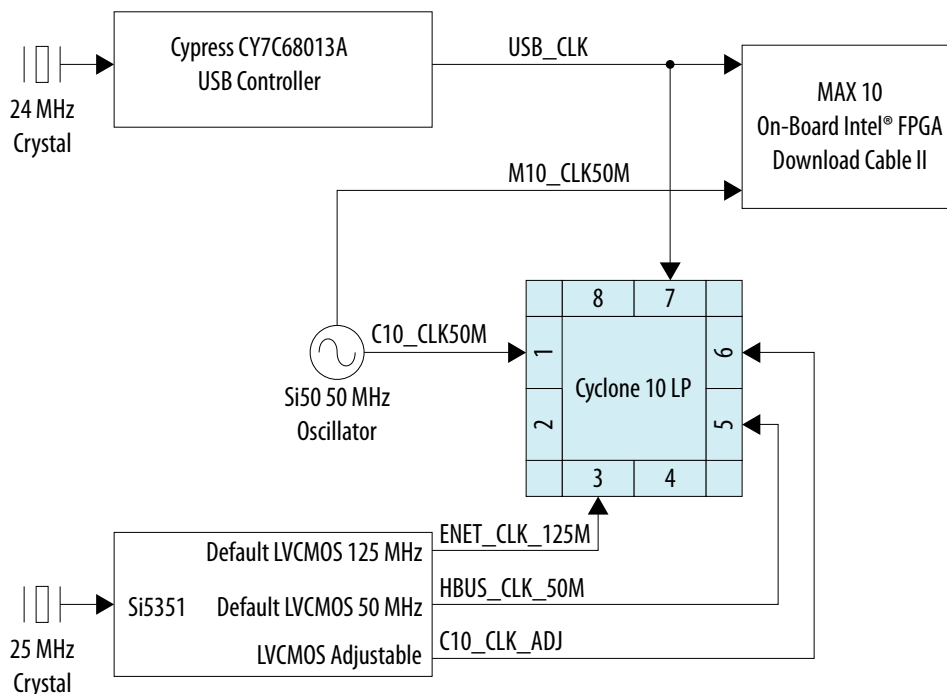 Cypress CY7C68013A
USB Controller
24 MHz
Crystal
USB_CLK
MAX 10
On-Board Intel® FPGA
Download Cable II
M10_CLK50M
8
7
C10_CLK50M
1
6
Cyclone 10 LP
Si50 50 MHz
Oscillator
2
5
3
4
ENET_CLK_125M
Default LVCMOS 125 MHz
HBUS_CLK_50M
Si5351
Default LVCMOS 50 MHz
C10_CLK_ADJ
LVCMOS Adjustable
25 MHz
Crystal